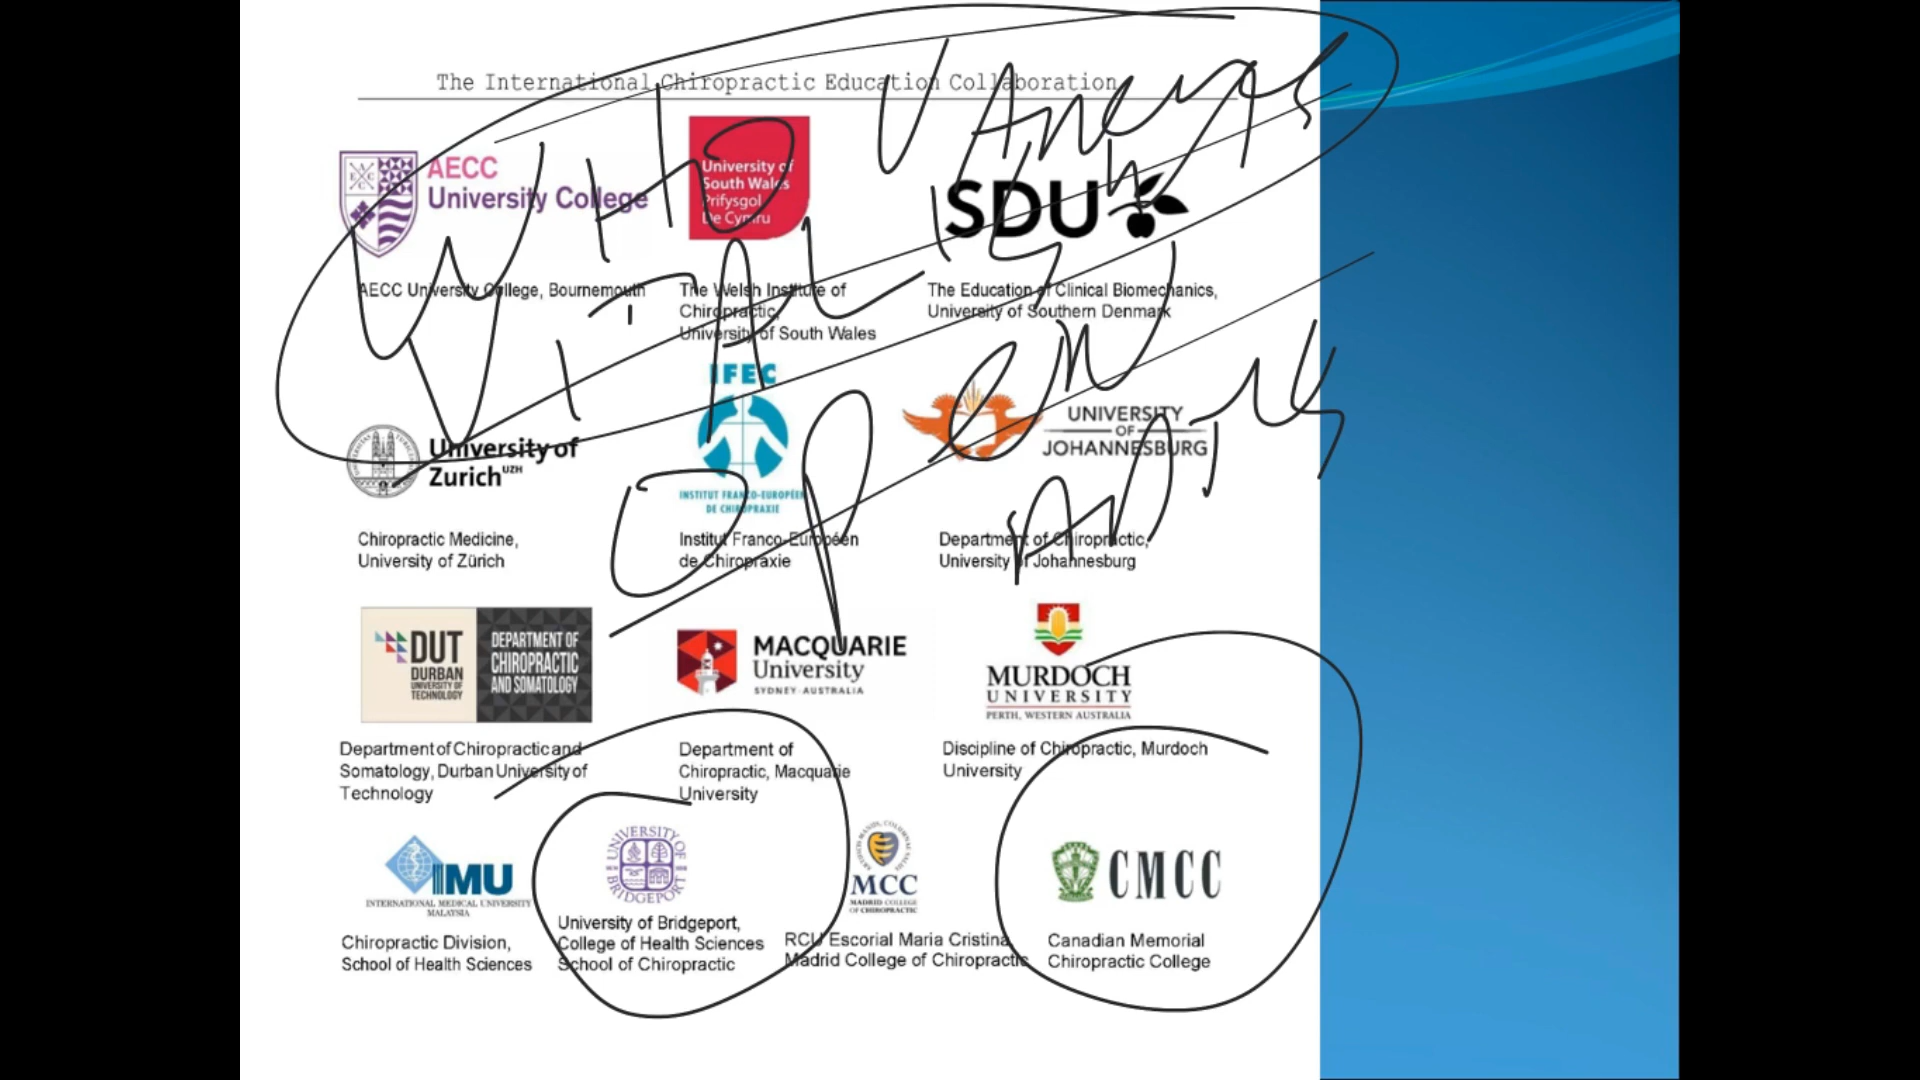 The International Chiropractic Education Collaboration
AECC
University College
University of
South Wales
Prifysgol
De Cymru
SDU
AECC University College, Bournemouth
The Welsh Institute of
Chiropractic,
University of South Wales
The Education of Clinical Biomechanics,
University of Southern Denmark
University of
Zurich UZH
IFEC
INSTITUT FRANCO-EUROPÉEN
DE CHIROPRAXIE
UNIVERSITY
OF
JOHANNESBURG
Chiropractic Medicine,
University of Zürich
Institut Franco-Européen
de Chiropraxie
Department of Chiropractic,
University of Johannesburg
DUT
DURBAN
UNIVERSITY OF
TECHNOLOGY
DEPARTMENT OF
CHIROPRACTIC
AND SOMATOLOGY
MACQUARIE
University
SYDNEY-AUSTRALIA
MURDOCH
UNIVERSITY
PERTH, WESTERN AUSTRALIA
Department of Chiropractic and
Somatology, Durban University of
Technology
Department of
Chiropractic, Macquarie
University
Discipline of Chiropractic, Murdoch
University
IMU
INTERNATIONAL MEDICAL UNIVERSITY
MALAYSIA
Chiropractic Division,
School of Health Sciences
UNIVERSITY OF
BRIDGEPORT
University of Bridgeport,
College of Health Sciences
School of Chiropractic
MCC
MADRID COLLEGE
OF CHIROPRACTIC
RCU Escorial Maria Cristina,
Madrid College of Chiropractic
CMCC
Canadian Memorial
Chiropractic College
WHO
VITAL
OPEN